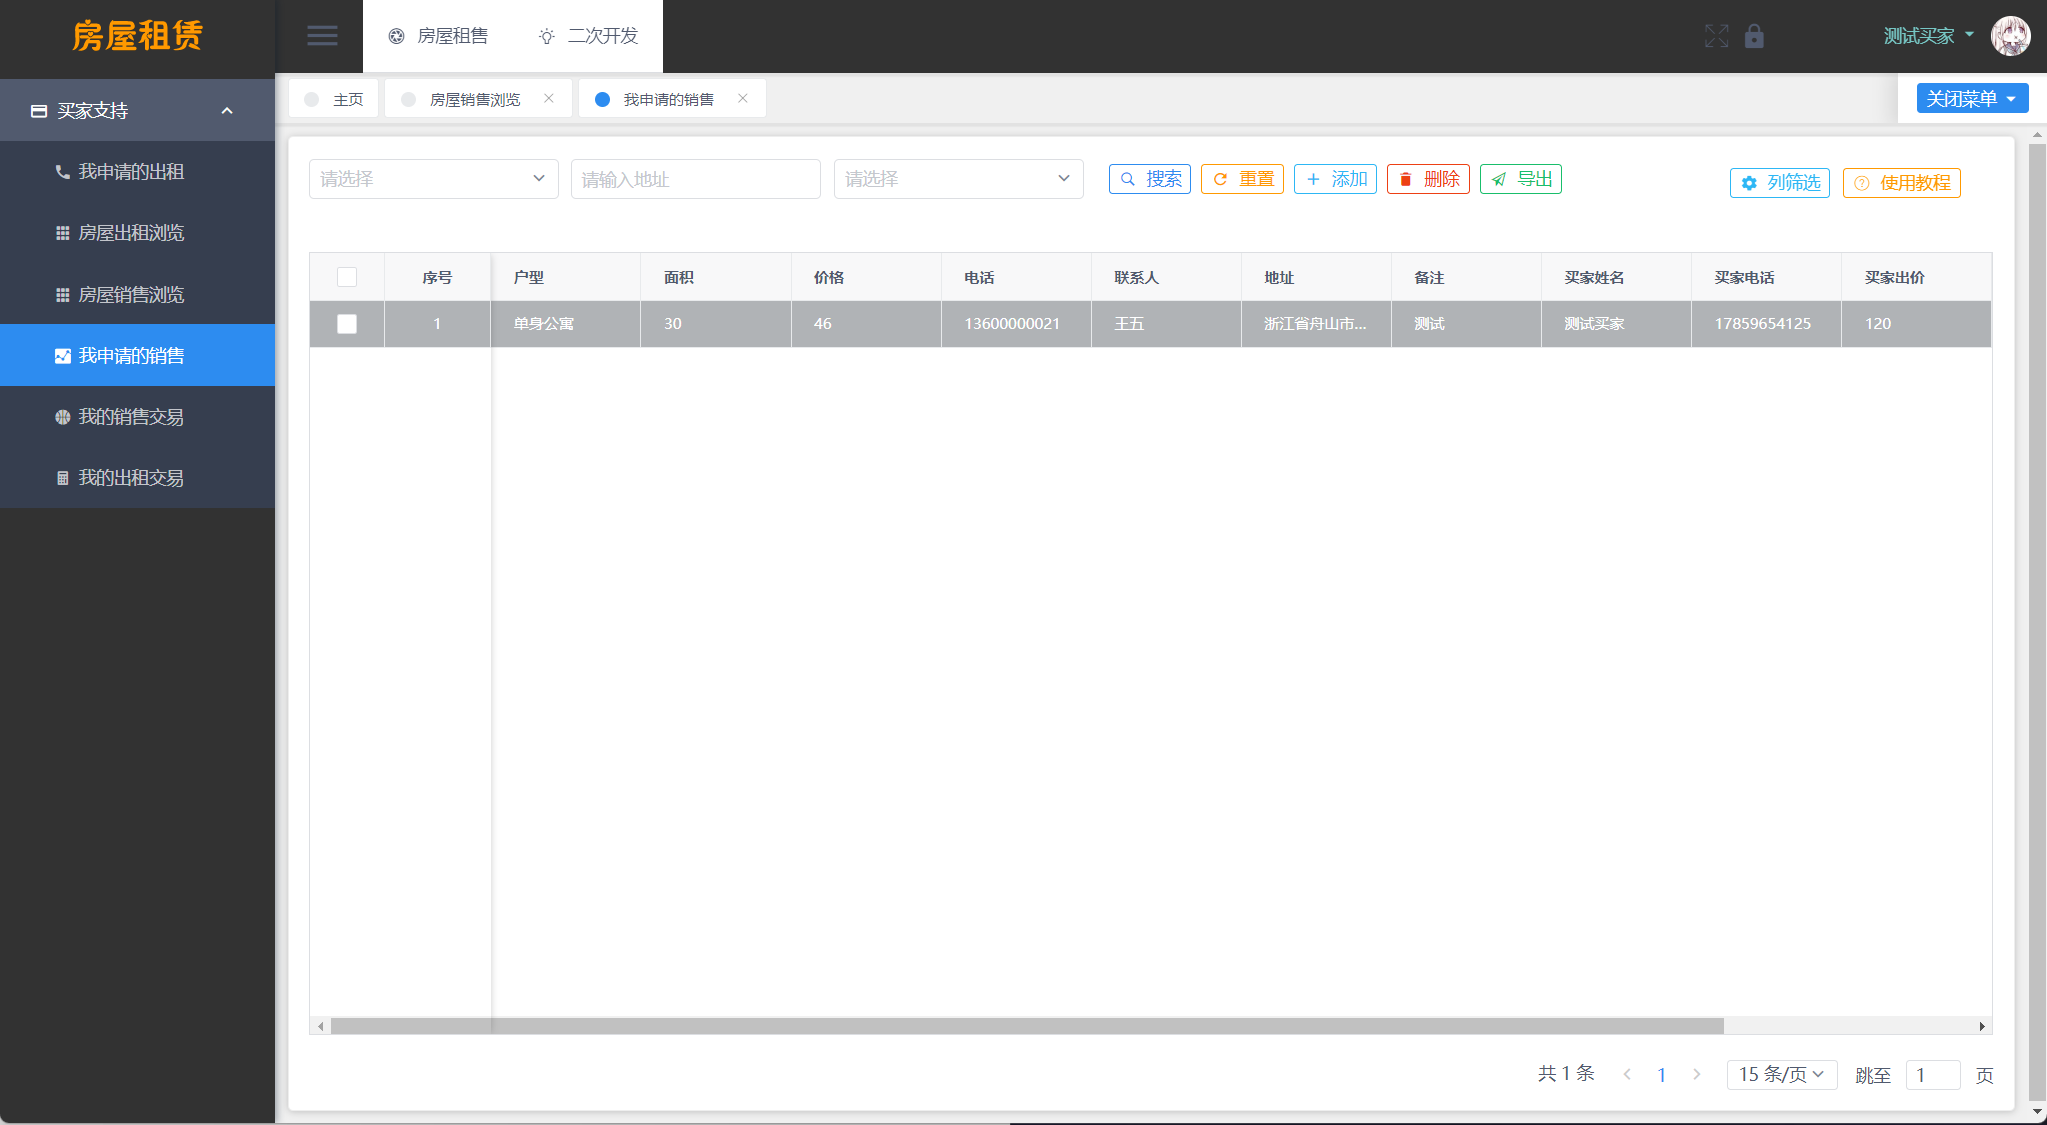 房屋租赁
房屋租售
二次开发
测试买家
买家支持
我申请的出租
房屋出租浏览
房屋销售浏览
我申请的销售
我的销售交易
我的出租交易
主页
房屋销售浏览
我申请的销售
关闭菜单
请选择
请输入地址
请选择
搜索
重置
添加
删除
导出
列筛选
使用教程
序号 户型 面积 价格 电话 联系人 地址 备注 买家姓名 买家电话 买家出价
1 单身公寓 30 46 13600000021 王五 浙江省舟山市... 测试 测试买家 17859654125 120
共 1 条 1 15 条/页 跳至 1 页